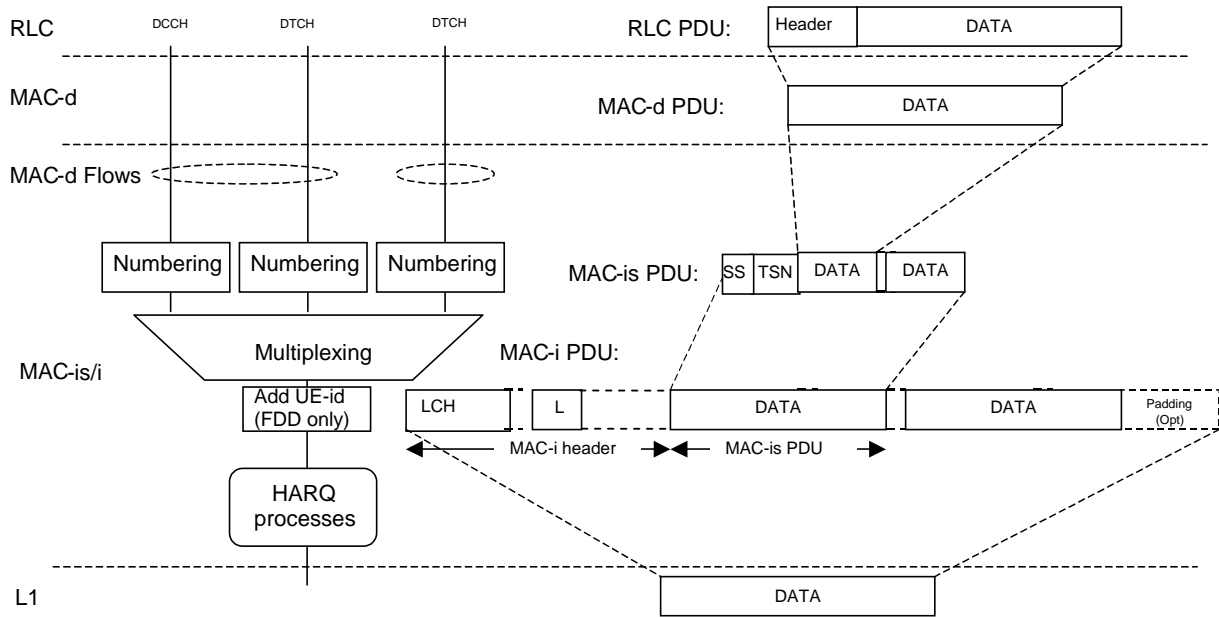 RLC
DCCH
DTCH
DTCH
RLC PDU:
Header
DATA
MAC-d
MAC-d PDU:
DATA
MAC-d Flows
Numbering
Numbering
Numbering
MAC-is PDU:
SS
TSN
DATA
DATA
Multiplexing
MAC-i PDU:
MAC-is/i
Add UE-id
(FDD only)
LCH
L
DATA
DATA
Padding
(Opt)
MAC-i header
MAC-is PDU
HARQ
processes
L1
DATA